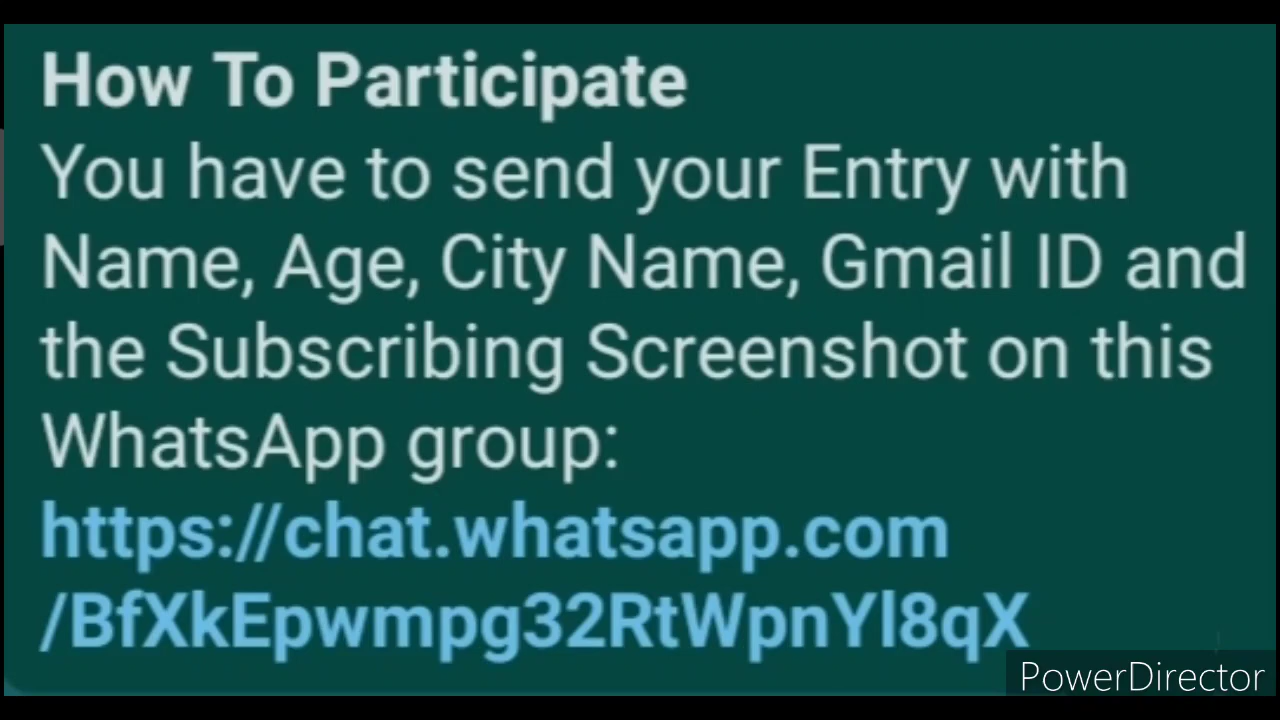 How To Participate
You have to send your Entry with
Name, Age, City Name, Gmail ID and
the Subscribing Screenshot on this
WhatsApp group:
https://chat.whatsapp.com
/BfXkEpwmpg32RtWpnYl8qX
PowerDirector